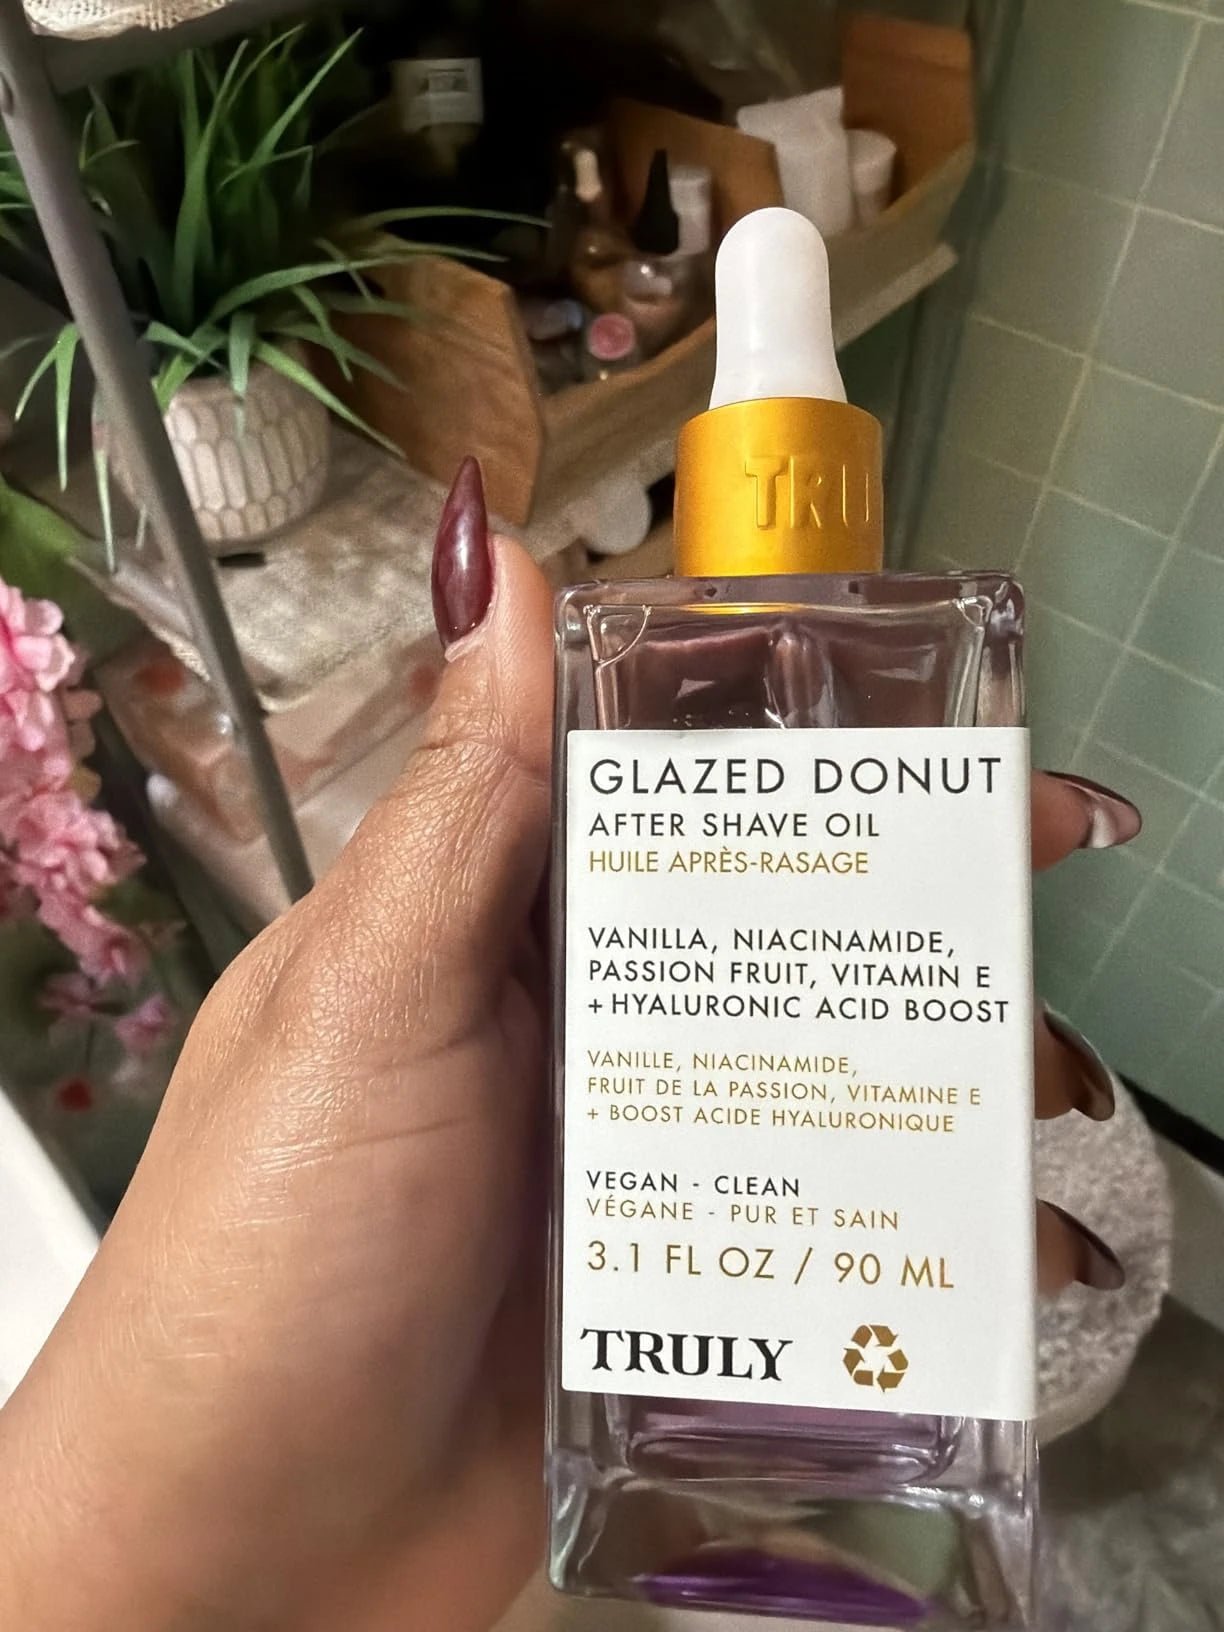 TRU
GLAZED DONUT
AFTER SHAVE OIL
HUILE APRÈS-RASAGE
VANILLA, NIACINAMIDE,
PASSION FRUIT, VITAMIN E
+ HYALURONIC ACID BOOST
VANILLE, NIACINAMIDE,
FRUIT DE LA PASSION, VITAMINE E
+ BOOST ACIDE HYALURONIQUE
VEGAN - CLEAN
VÉGANE - PUR ET SAIN
3.1 FL OZ / 90 ML
TRULY